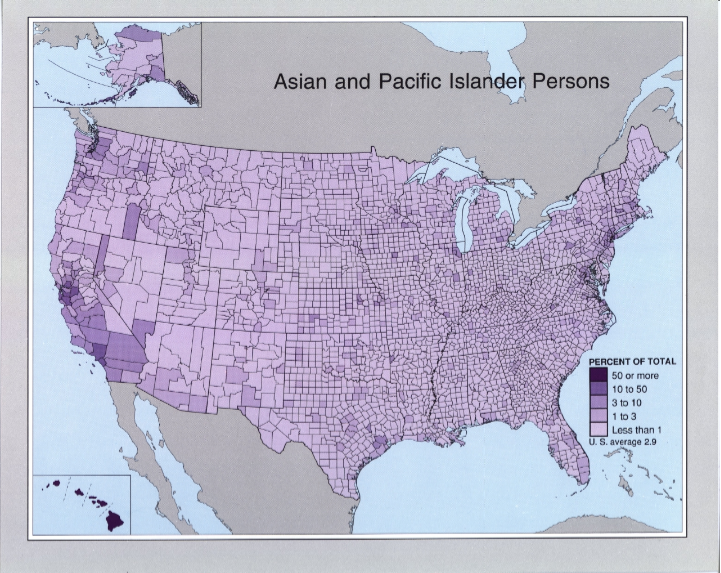 Asian and Pacific Islander Persons
PERCENT OF TOTAL
50 or more
10 to 50
3 to 10
1 to 3
Less than 1
U. S. average 2.9